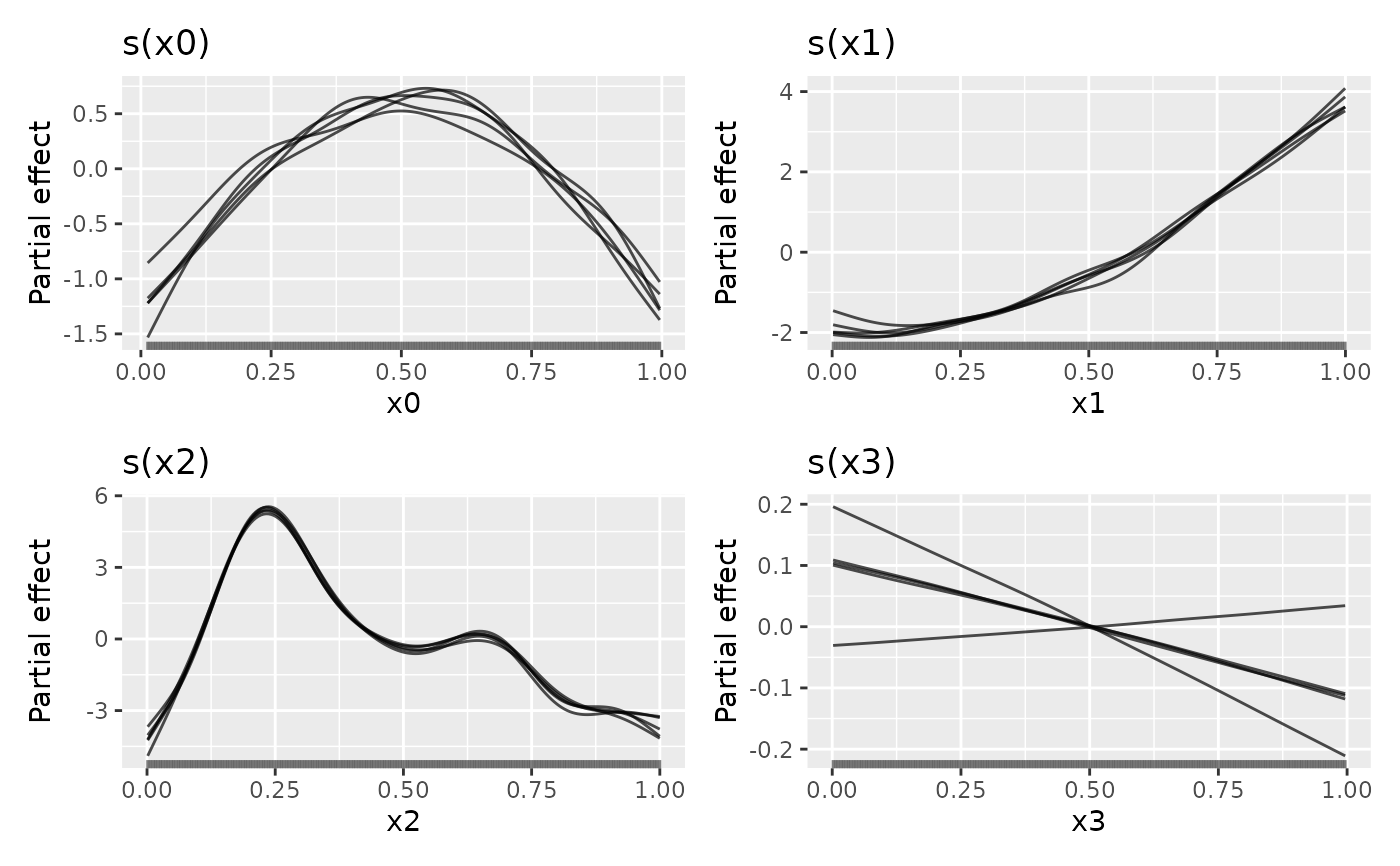 s(x0)
Partial effect
0.5
0.0
-0.5
-1.0
-1.5
0.00 0.25 0.50 0.75 1.00
x0
s(x1)
Partial effect
4
2
0
-2
0.00 0.25 0.50 0.75 1.00
x1
s(x2)
Partial effect
6
3
0
-3
0.00 0.25 0.50 0.75 1.00
x2
s(x3)
Partial effect
0.2
0.1
0.0
-0.1
-0.2
0.00 0.25 0.50 0.75 1.00
x3